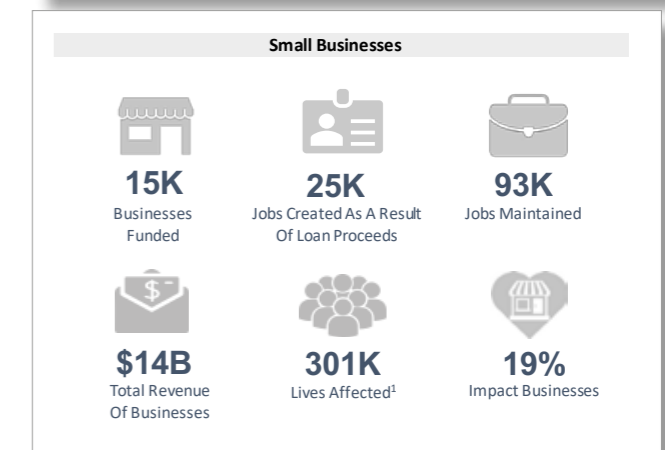 Small Businesses
15K
Businesses
Funded
25K
Jobs Created As A Result
Of Loan Proceeds
93K
Jobs Maintained
$
$14B
Total Revenue
Of Businesses
301K
Lives Affected¹
19%
Impact Businesses